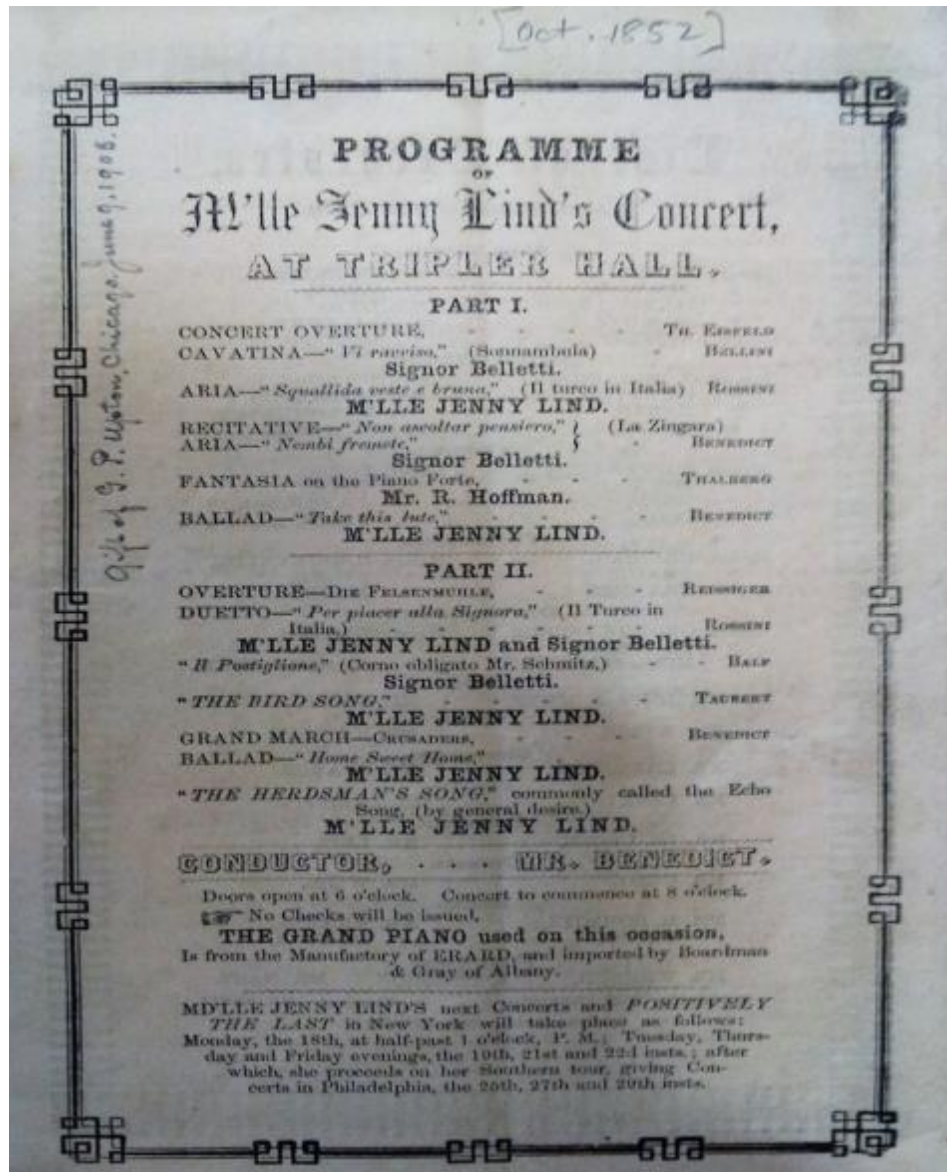 [Oct. 1852]
Gift of G. P. Upton, Chicago, June 9, 1906.
PROGRAMME
OF
M'lle Jenny Lind's Concert,
AT TRIPLER HALL.
PART I.
CONCERT OVERTURE, - - - - TH. EISFELD
CAVATINA—"Vi ravviso," (Sonnambula) - BELLINI
Signor Belletti.
ARIA—"Squallida veste e bruna," (Il turco in Italia) ROSSINI
M'LLE JENNY LIND.
RECITATIVE—"Non ascoltar pensiero," } (La Zingara)
ARIA—"Nembi fremete," } - BENEDICT
Signor Belletti.
FANTASIA on the Piano Forte, - - - THALBERG
Mr. R. Hoffman.
BALLAD—"Take this lute," - - - - BENEDICT
M'LLE JENNY LIND.
PART II.
OVERTURE—DIE FELSENMUHLE, - - - REISSIGER
DUETTO—"Per piacer alla Signora," (Il Turco in
Italia,) - - - - - - ROSSINI
M'LLE JENNY LIND and Signor Belletti.
"Il Postiglione," (Corno obligato Mr. Schmitz,) - - BALF
Signor Belletti.
"THE BIRD SONG," - - - - - TAUBERT
M'LLE JENNY LIND.
GRAND MARCH—CRUSADERS, - - - BENEDICT
BALLAD—"Home Sweet Home,"
M'LLE JENNY LIND.
"THE HERDSMAN'S SONG," commonly called the Echo
Song, (by general desire.)
M'LLE JENNY LIND.
CONDUCTOR, . . . MR. BENEDICT.
Doors open at 6 o'clock. Concert to commence at 8 o'clock.
☞ No Checks will be issued.
THE GRAND PIANO used on this occasion,
Is from the Manufactory of ERARD, and imported by Boardman
& Gray of Albany.
MD'LLE JENNY LIND'S next Concerts and POSITIVELY
THE LAST in New York will take place as follows:
Monday, the 18th, at half-past 1 o'clock, P. M.; Tuesday, Thurs-
day and Friday evenings, the 19th, 21st and 22d insts.; after
which, she proceeds on her Southern tour, giving Con-
certs in Philadelphia, the 25th, 27th and 29th insts.